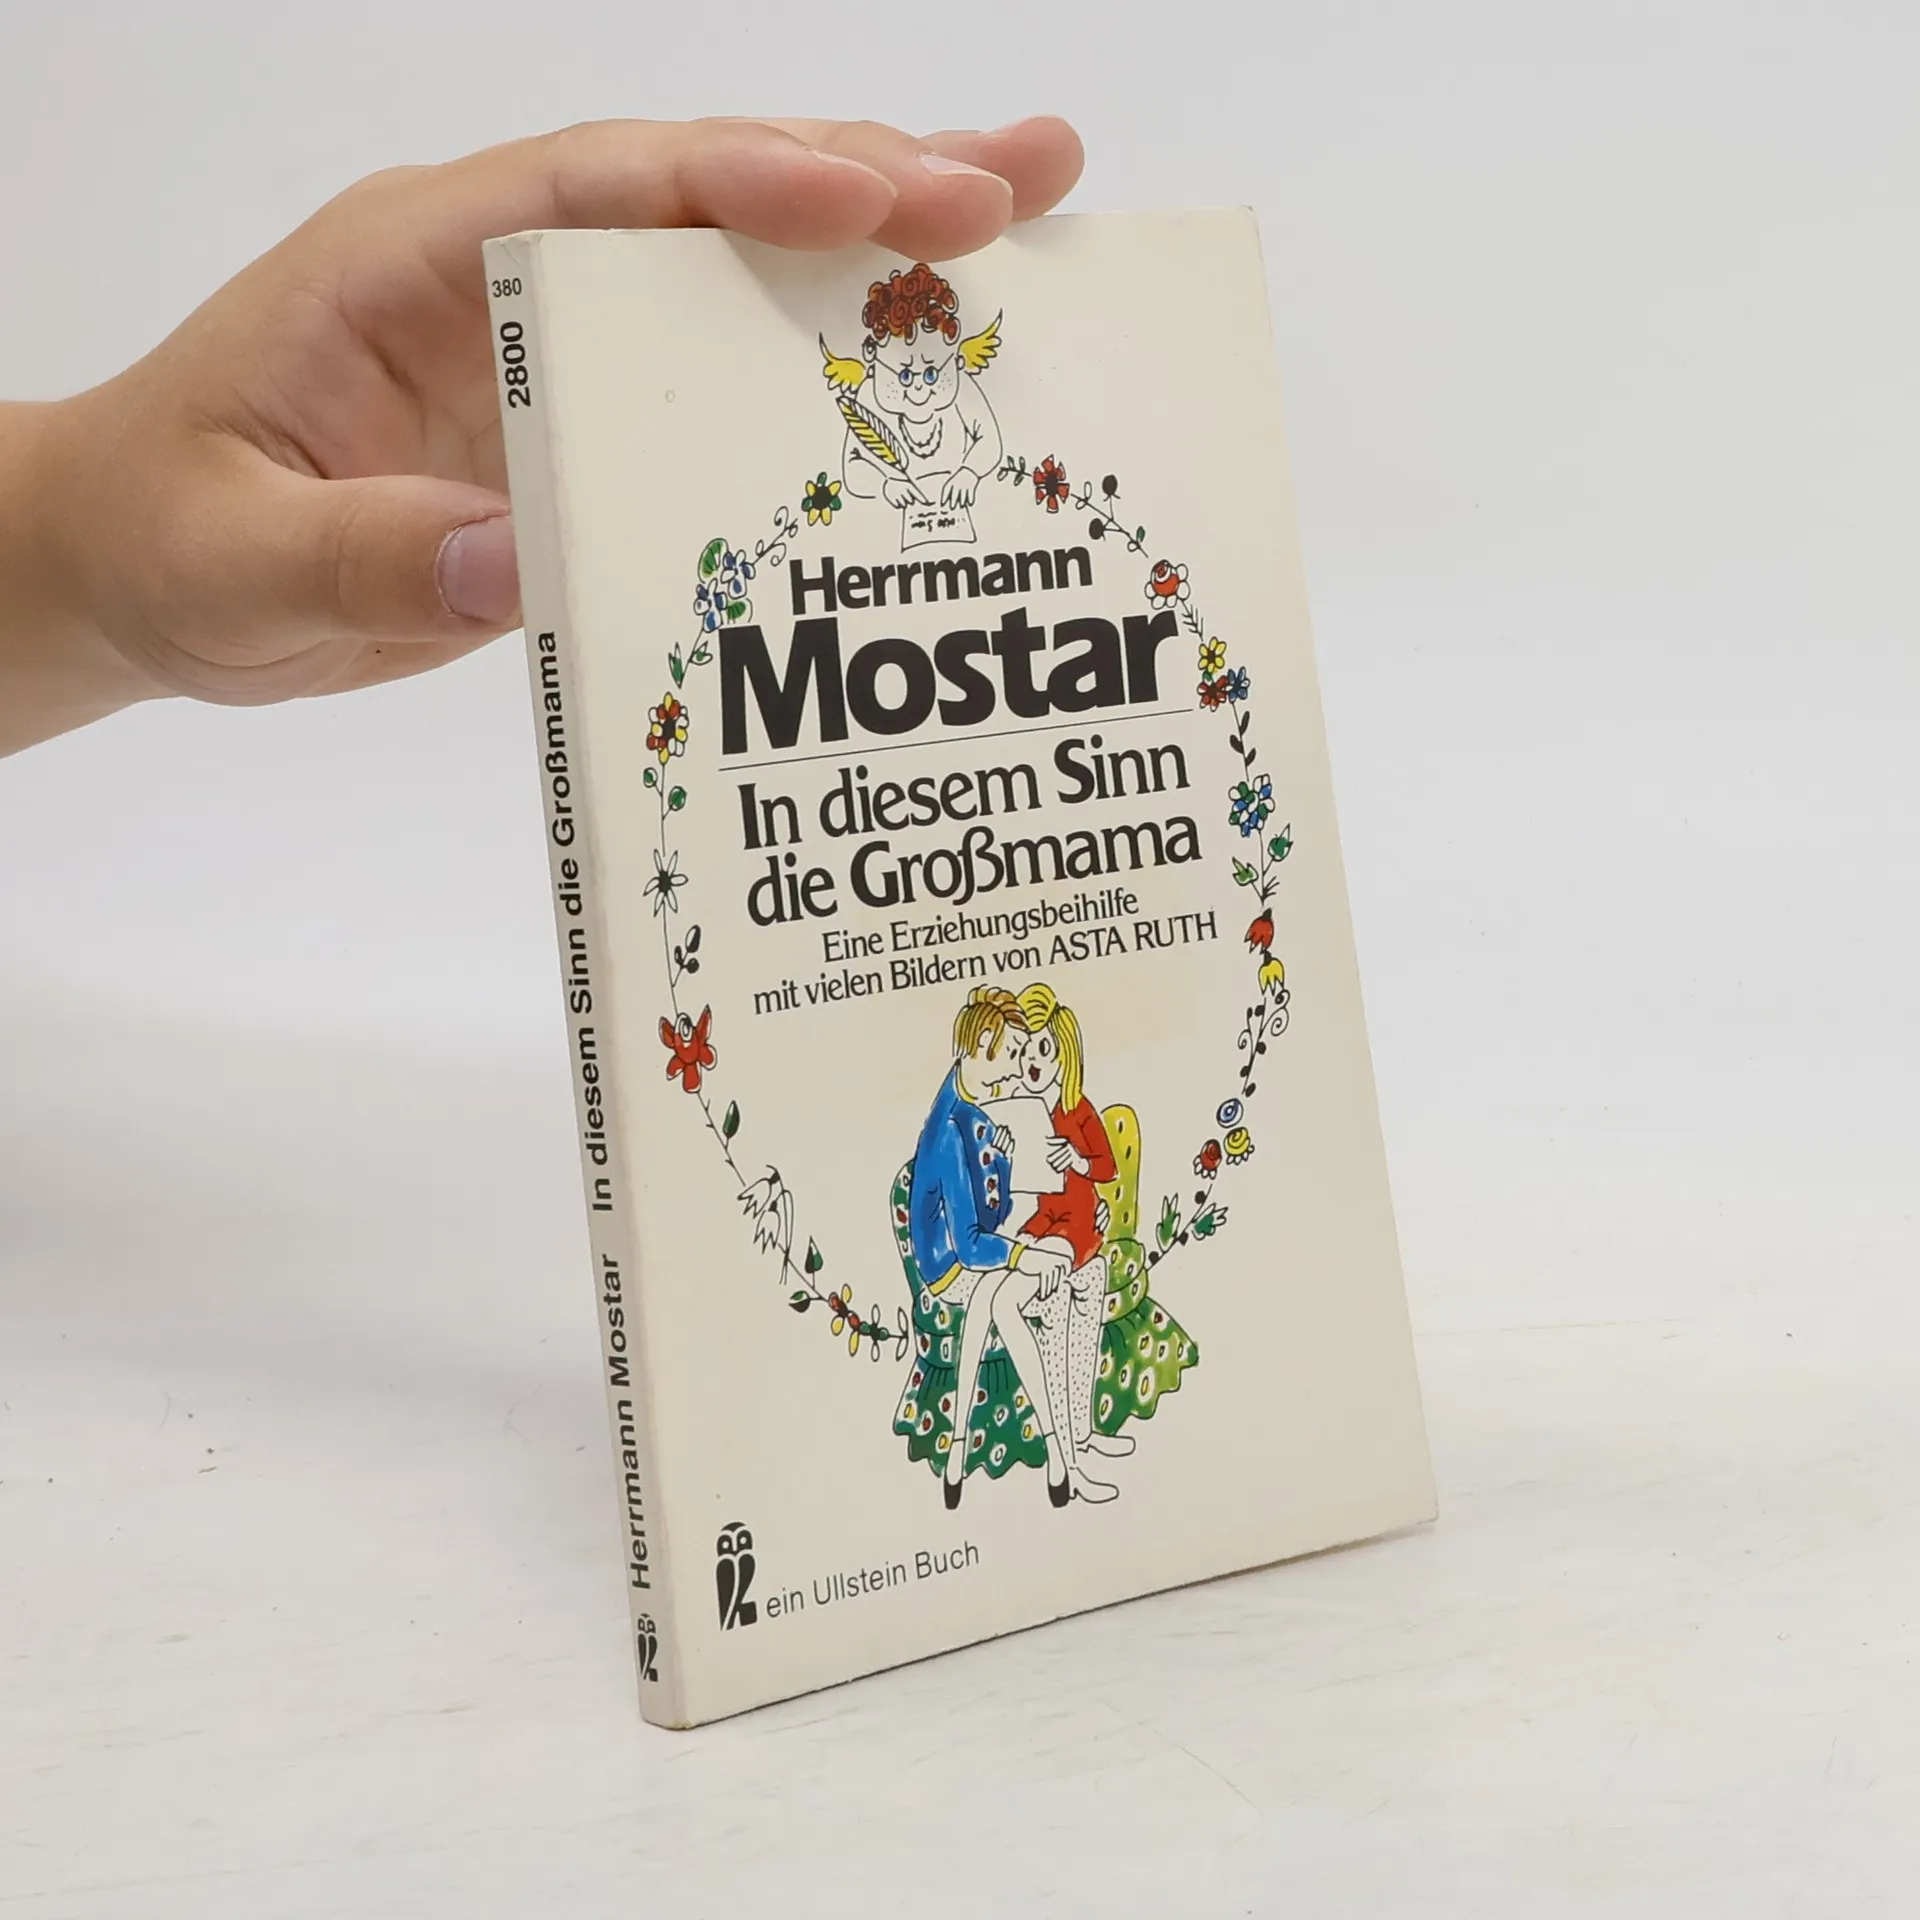 380
2800
Herrmann Mostar In diesem Sinn die Großmama
Herrmann
Mostar
In diesem Sinn
die Großmama
Eine Erziehungsbeihilfe
mit vielen Bildern von ASTA RUTH
ein Ullstein Buch